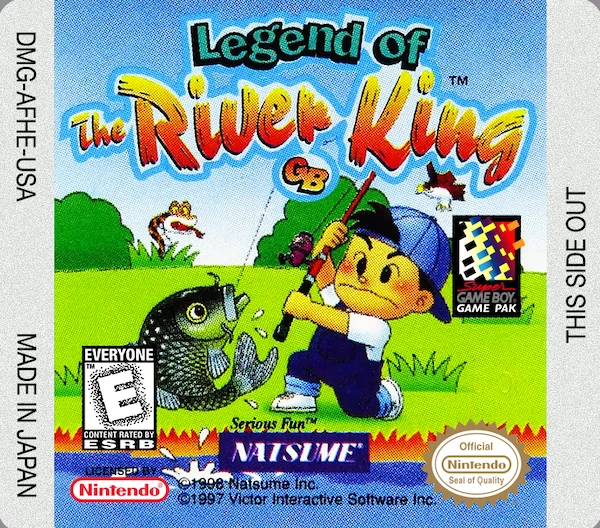 Legend of
The River King™
GB
DMG-AFHE-USA
MADE IN JAPAN
THIS SIDE OUT
Super
GAME BOY
GAME PAK
EVERYONE
TM
E
CONTENT RATED BY
ESRB
Serious Fun™
NATSUME®
LICENSED BY
Nintendo
©1998 Natsume Inc.
©1997 Victor Interactive Software Inc.
Official
Nintendo
Seal of Quality